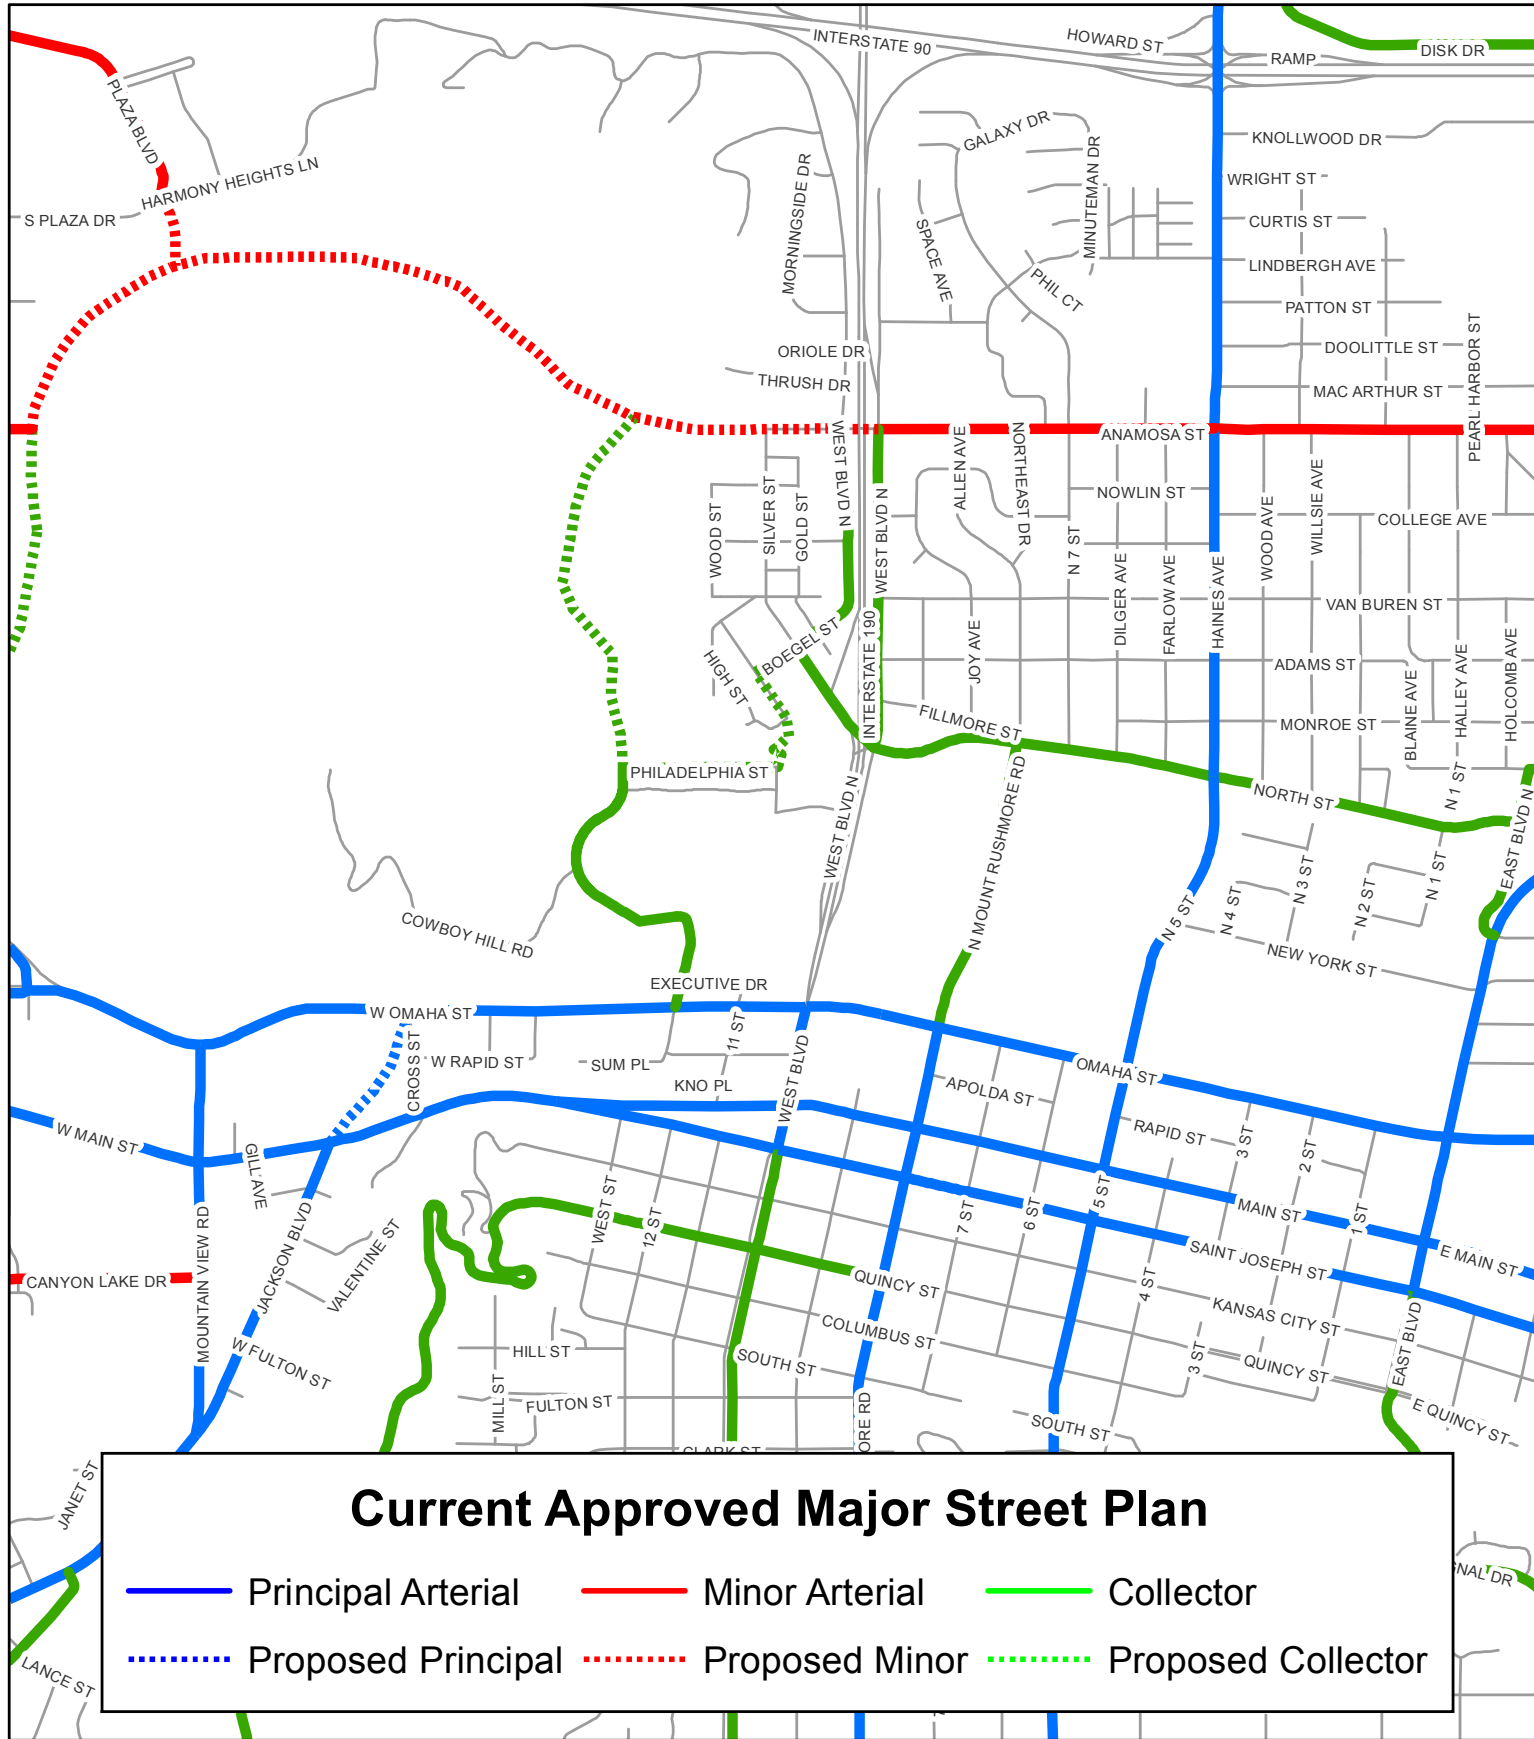 INTERSTATE 90
HOWARD ST
RAMP
DISK DR
PLAZA BLVD
HARMONY HEIGHTS LN
S PLAZA DR
MORNINGSIDE DR
GALAXY DR
MINUTEMAN DR
SPACE AVE
PHIL CT
KNOLLWOOD DR
WRIGHT ST
CURTIS ST
LINDBERGH AVE
PATTON ST
DOOLITTLE ST
MAC ARTHUR ST
PEARL HARBOR ST
ORIOLE DR
THRUSH DR
ANAMOSA ST
WEST BLVD N
WEST BLVD N
ALLEN AVE
NORTHEAST DR
NOWLIN ST
N 7 ST
WOOD ST
SILVER ST
GOLD ST
DILGER AVE
FARLOW AVE
HAINES AVE
WOOD AVE
WILLSIE AVE
COLLEGE AVE
VAN BUREN ST
ADAMS ST
MONROE ST
BLAINE AVE
HALLEY AVE
HOLCOMB AVE
BOEGEL ST
HIGH ST
INTERSTATE 190
JOY AVE
FILLMORE ST
PHILADELPHIA ST
WEST BLVD N
N MOUNT RUSHMORE RD
NORTH ST
N 1 ST
EAST BLVD N
N 5 ST
N 4 ST
N 3 ST
N 2 ST
N 1 ST
NEW YORK ST
COWBOY HILL RD
EXECUTIVE DR
W OMAHA ST
CROSS ST
W RAPID ST
SUM PL
11 ST
KNO PL
WEST BLVD
OMAHA ST
APOLDA ST
RAPID ST
3 ST
2 ST
W MAIN ST
GILL AVE
JACKSON BLVD
VALENTINE ST
MOUNTAIN VIEW RD
CANYON LAKE DR
W FULTON ST
WEST ST
12 ST
7 ST
6 ST
5 ST
4 ST
1 ST
MAIN ST
E MAIN ST
SAINT JOSEPH ST
KANSAS CITY ST
QUINCY ST
COLUMBUS ST
SOUTH ST
HILL ST
FULTON ST
MILL ST
CLARK ST
ORE RD
3 ST
QUINCY ST
EAST BLVD
E QUINCY ST
SOUTH ST
JANET ST
LANCE ST
GNAL DR
Current Approved Major Street Plan
Principal Arterial
Minor Arterial
Collector
Proposed Principal
Proposed Minor
Proposed Collector